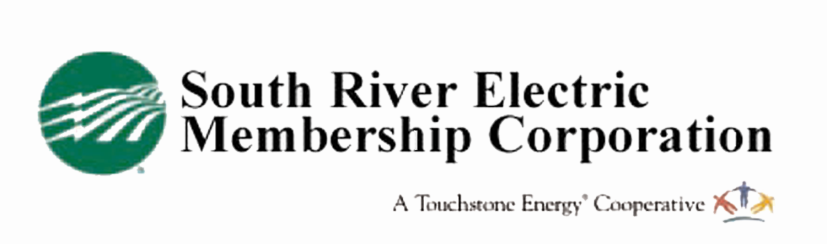 South River Electric
Membership Corporation
A Touchstone Energy® Cooperative